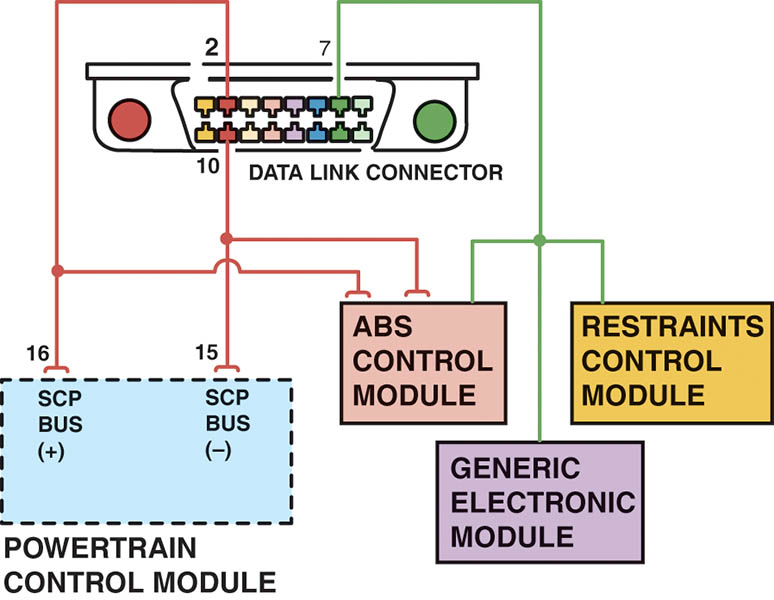 2
7
10
DATA LINK CONNECTOR
16
15
SCP
BUS
(+)
SCP
BUS
(–)
POWERTRAIN
CONTROL MODULE
ABS
CONTROL
MODULE
RESTRAINTS
CONTROL
MODULE
GENERIC
ELECTRONIC
MODULE